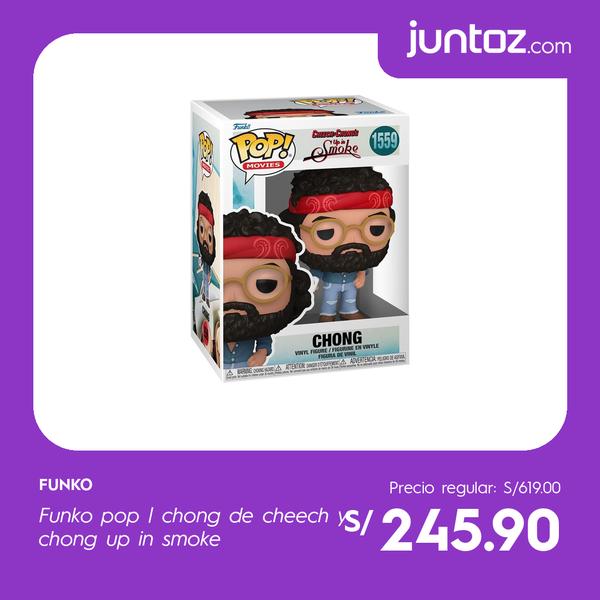 juntoz.com
Funko
POP!
MOVIES
CHEECH & CHONG'S
Up in
Smoke
1559
CHONG
VINYL FIGURE / FIGURINE EN VINYLE
FIGURA DE VINIL
FUNKO
Funko pop | chong de cheech y
chong up in smoke
Precio regular: S/619.00
S/ 245.90